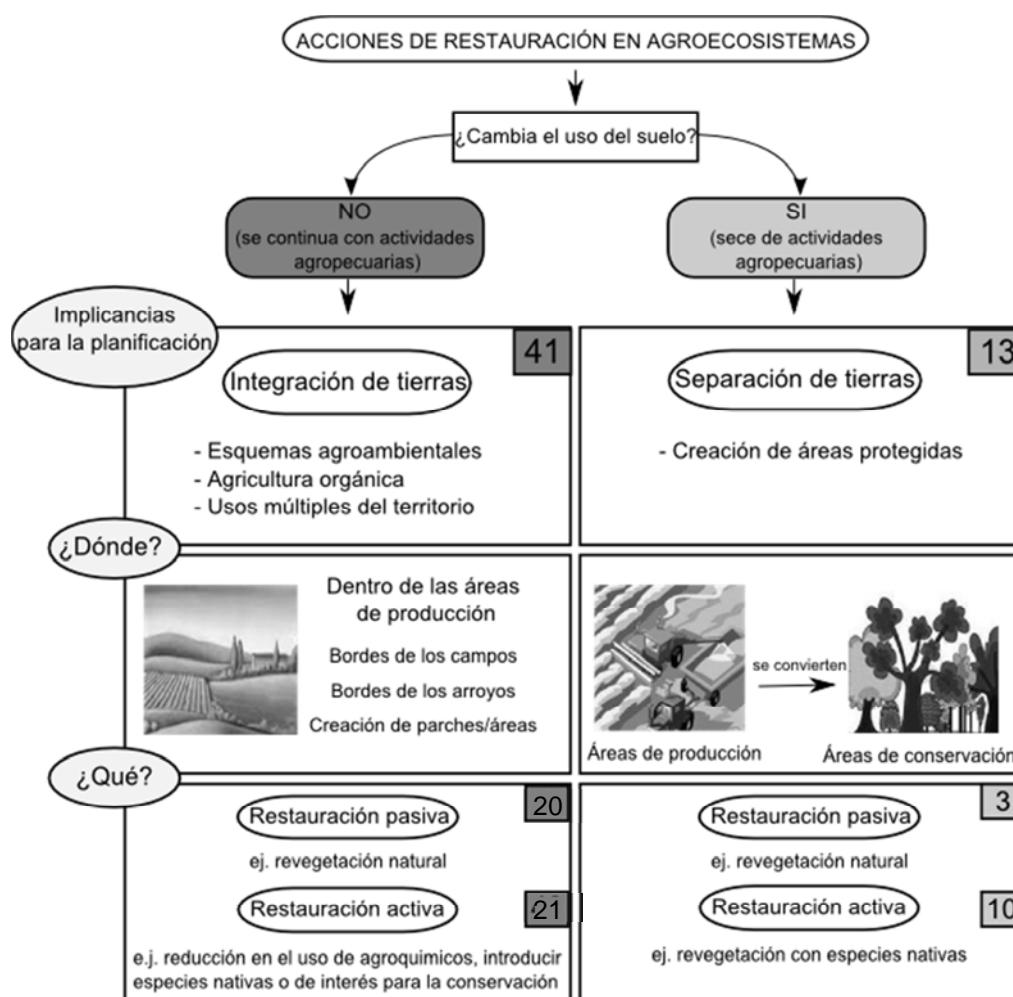 ACCIONES DE RESTAURACIÓN EN AGROECOSISTEMAS
¿Cambia el uso del suelo?
NO
(se continua con actividades
agropecuarias)
SI
(sece de actividades
agropecuarias)
Implicancias
para la planificación
41
Integración de tierras
- Esquemas agroambientales
- Agricultura orgánica
- Usos múltiples del territorio
13
Separación de tierras
- Creación de áreas protegidas
¿Dónde?
Dentro de las áreas
de producción
Bordes de los campos
Bordes de los arroyos
Creación de parches/áreas
se convierten
Áreas de producción
Áreas de conservación
¿Qué?
20
Restauración pasiva
ej. revegetación natural
21
Restauración activa
e.j. reducción en el uso de agroquimicos, introducir
especies nativas o de interés para la conservación
3
Restauración pasiva
ej. revegetación natural
10
Restauración activa
ej. revegetación con especies nativas